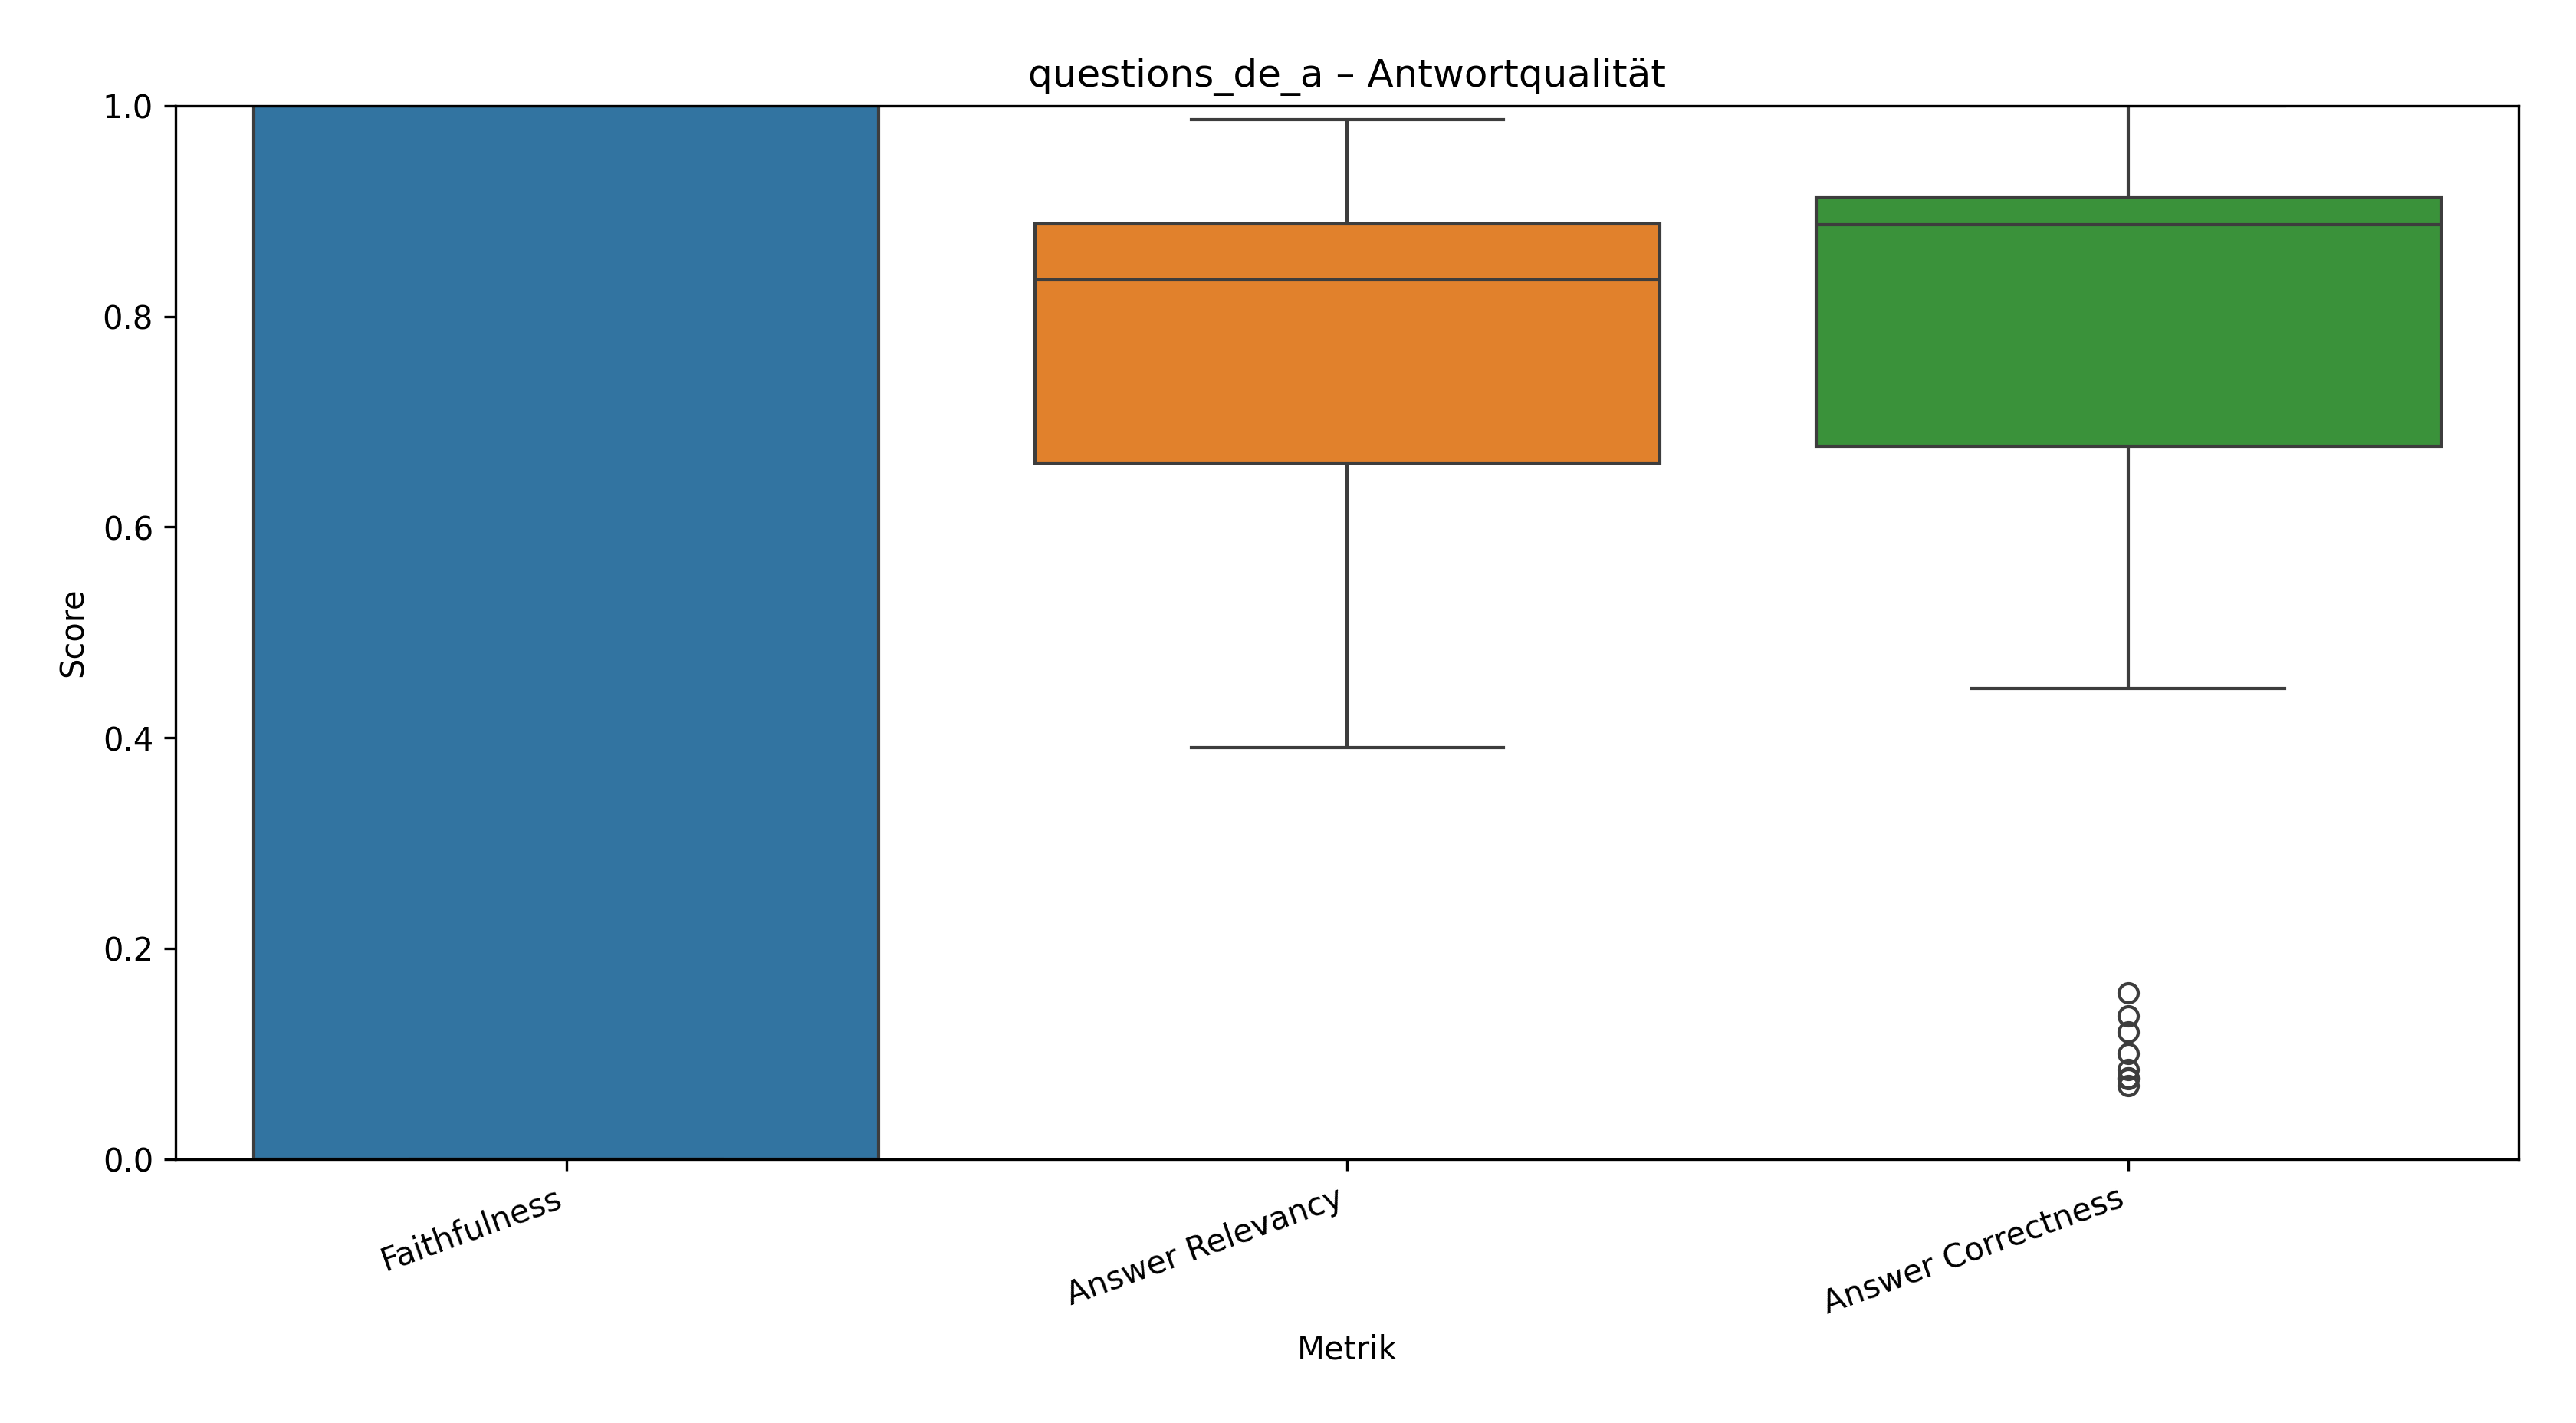 questions_de_a – Antwortqualität
1.0
0.8
0.6
0.4
0.2
0.0
Score
Faithfulness
Answer Relevancy
Answer Correctness
Metrik